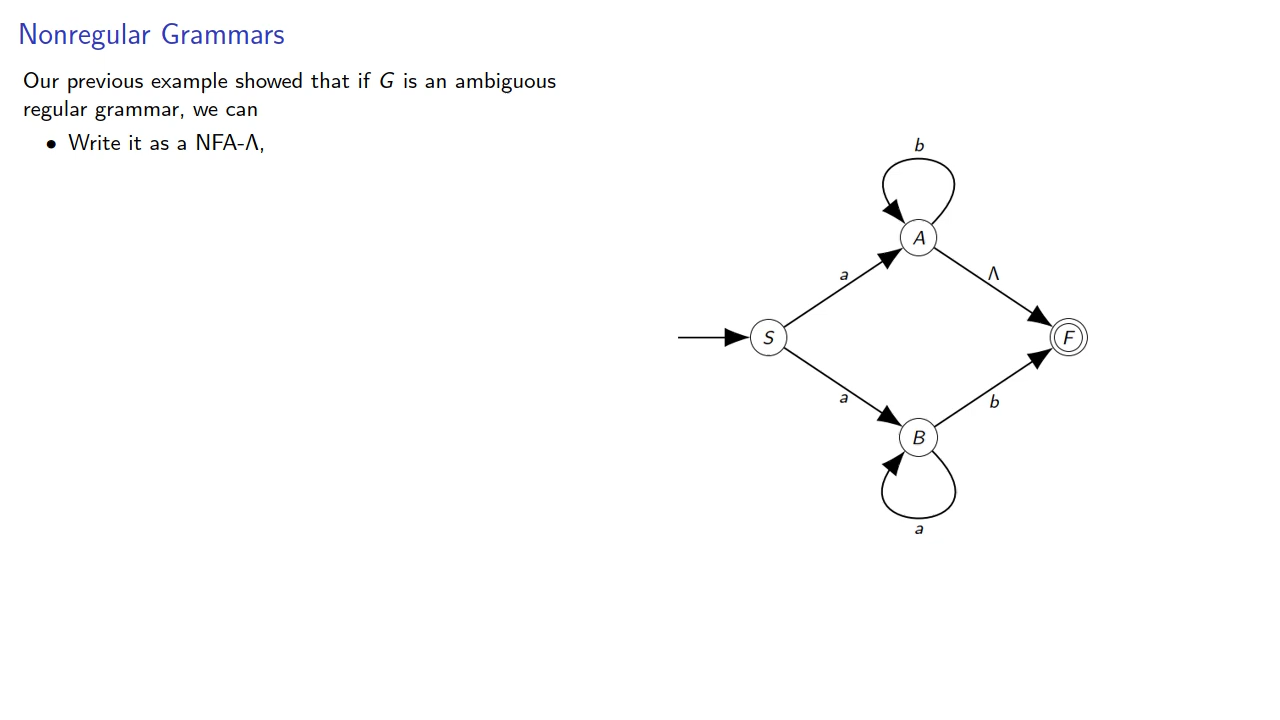 Nonregular Grammars
Our previous example showed that if G is an ambiguous
regular grammar, we can
• Write it as a NFA-Λ,
b
A
a
Λ
S
F
a
b
B
a